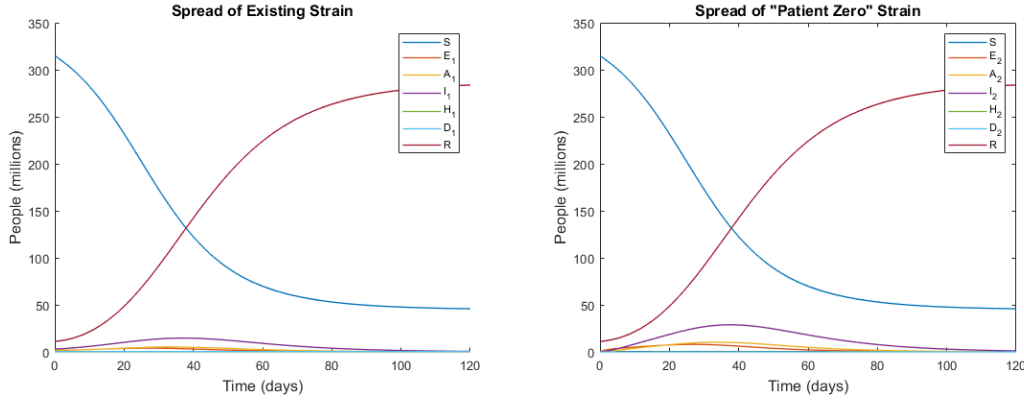 Spread of Existing Strain
350
300
250
200
150
100
50
0
People (millions)
0 20 40 60 80 100 120
Time (days)
S
E1
A1
I1
H1
D1
R
Spread of "Patient Zero" Strain
350
300
250
200
150
100
50
0
People (millions)
0 20 40 60 80 100 120
Time (days)
S
E2
A2
I2
H2
D2
R